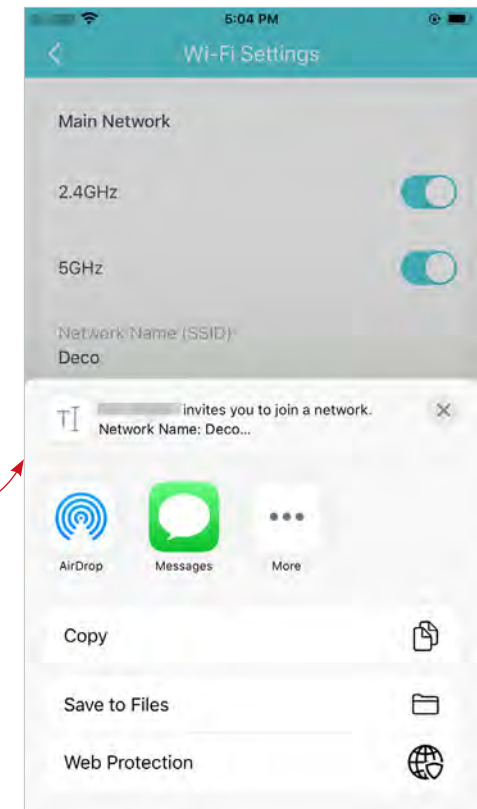 5:04 PM
Wi-Fi Settings
Main Network
2.4GHz
5GHz
Network Name (SSID):
Deco
invites you to join a network.
Network Name: Deco...
AirDrop
Messages
More
Copy
Save to Files
Web Protection